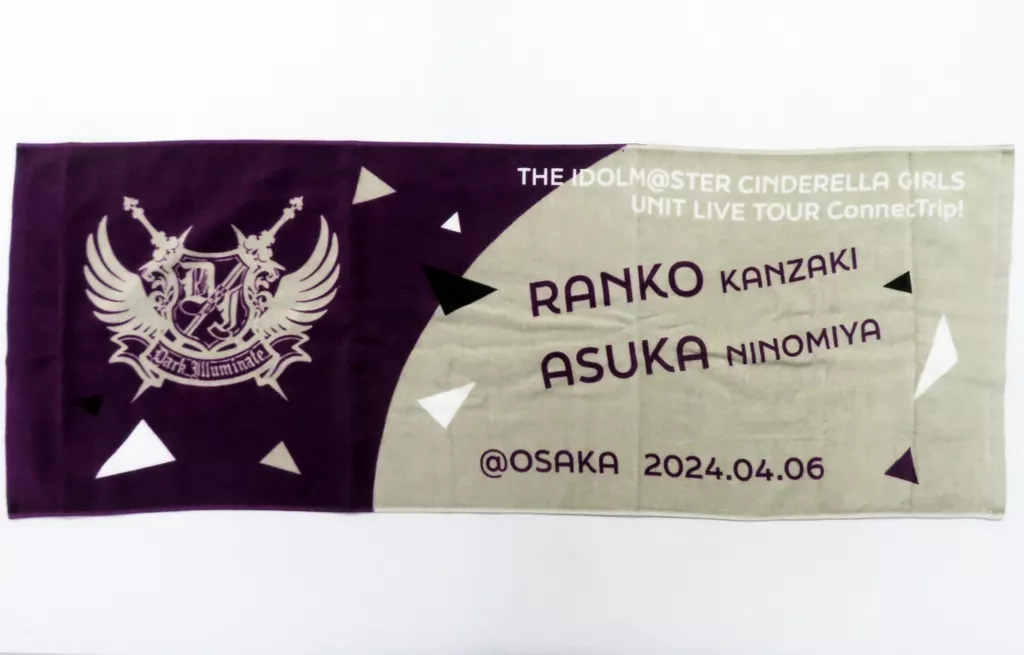 THE IDOLM@STER CINDERELLA GIRLS
UNIT LIVE TOUR ConnecTrip!
RANKO KANZAKI
ASUKA NINOMIYA
@OSAKA 2024.04.06
DI
Dark Illuminate